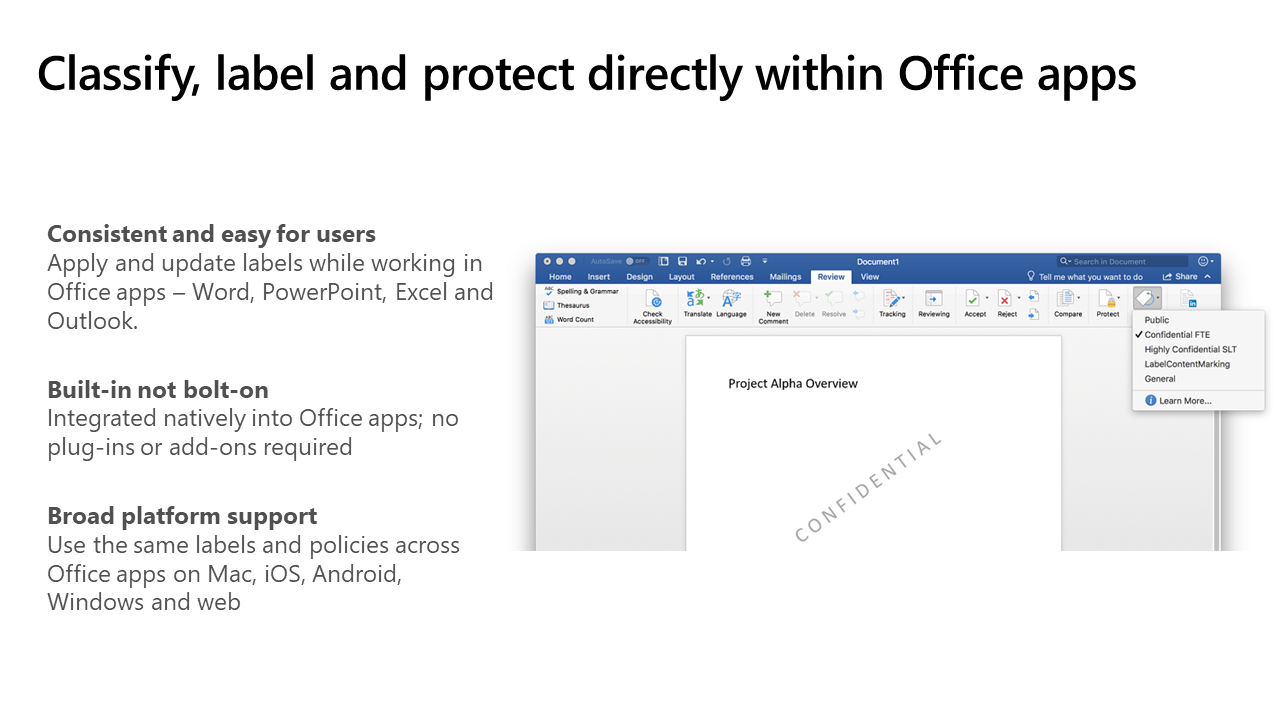 Classify, label and protect directly within Office apps
Consistent and easy for users
Apply and update labels while working in
Office apps – Word, PowerPoint, Excel and
Outlook.
Built-in not bolt-on
Integrated natively into Office apps; no
plug-ins or add-ons required
Broad platform support
Use the same labels and policies across
Office apps on Mac, iOS, Android,
Windows and web
AutoSave OFF Document1 Search in Document
Home Insert Design Layout References Mailings Review View Tell me what you want to do Share
ABC Spelling & Grammar
Thesaurus
ABC Word Count
Check
Accessibility
Translate Language
New
Comment
Delete Resolve
Tracking
Reviewing
Accept Reject
Compare
Protect
Public
Confidential FTE
Highly Confidential SLT
LabelContentMarking
General
Learn More...
Project Alpha Overview
CONFIDENTIAL